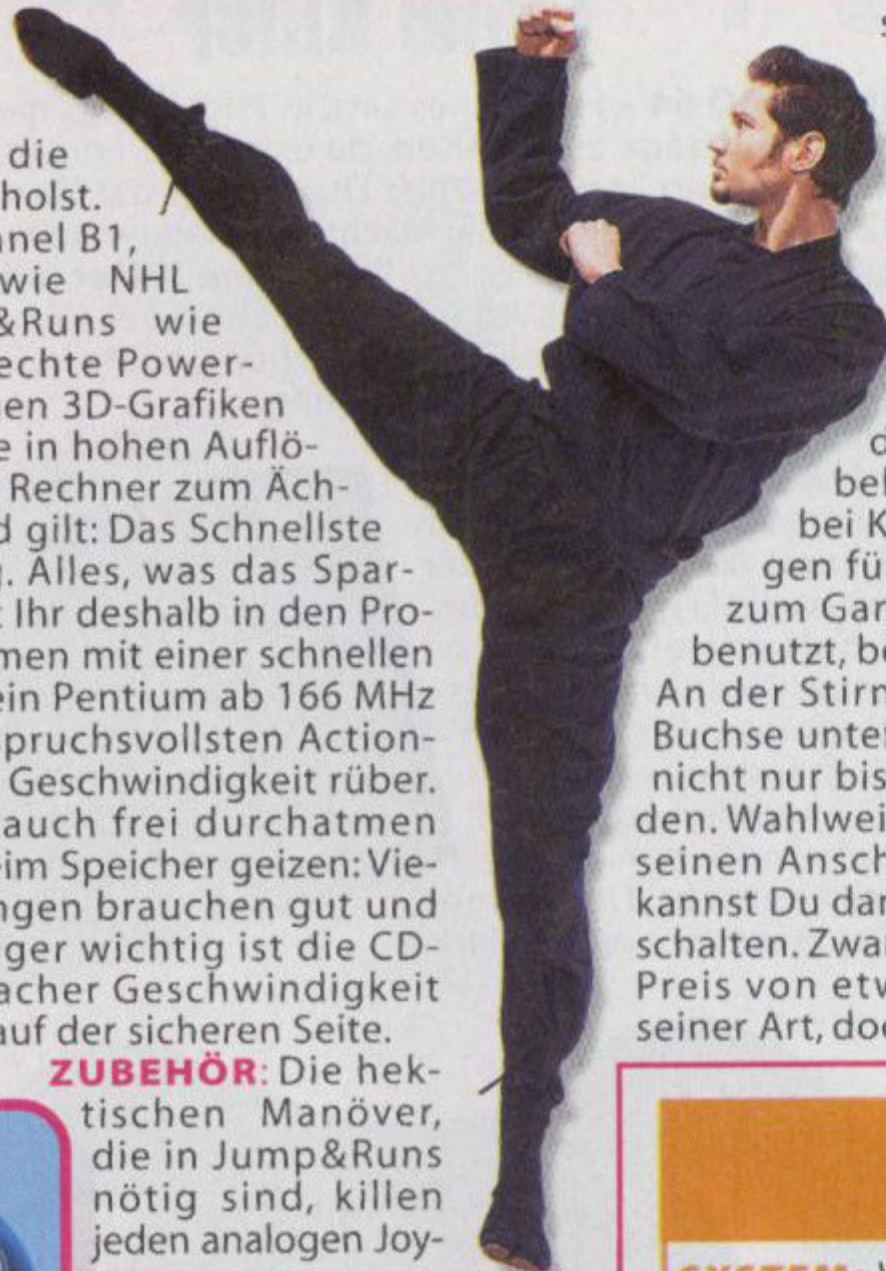 die
holst.
nel B1,
wie NHL
&Runs wie
echte Power-
en 3D-Grafiken
e in hohen Auflö-
Rechner zum Äch-
d gilt: Das Schnellste
g. Alles, was das Spar-
t Ihr deshalb in den Pro-
men mit einer schnellen
ein Pentium ab 166 MHz
spruchsvollsten Action-
Geschwindigkeit rüber.
auch frei durchatmen
eim Speicher geizen: Vie-
ngen brauchen gut und
ger wichtig ist die CD-
acher Geschwindigkeit
auf der sicheren Seite.
ZUBEHÖR: Die hek-
tischen Manöver,
die in Jump&Runs
nötig sind, killen
jeden analogen Joy-
bei K
gen fü
zum Gar
benutzt, be
An der Stirn
Buchse unte
nicht nur bis
den. Wahlwei
seinen Ansch
kannst Du dar
schalten. Zwa
Preis von etw
seiner Art, doc